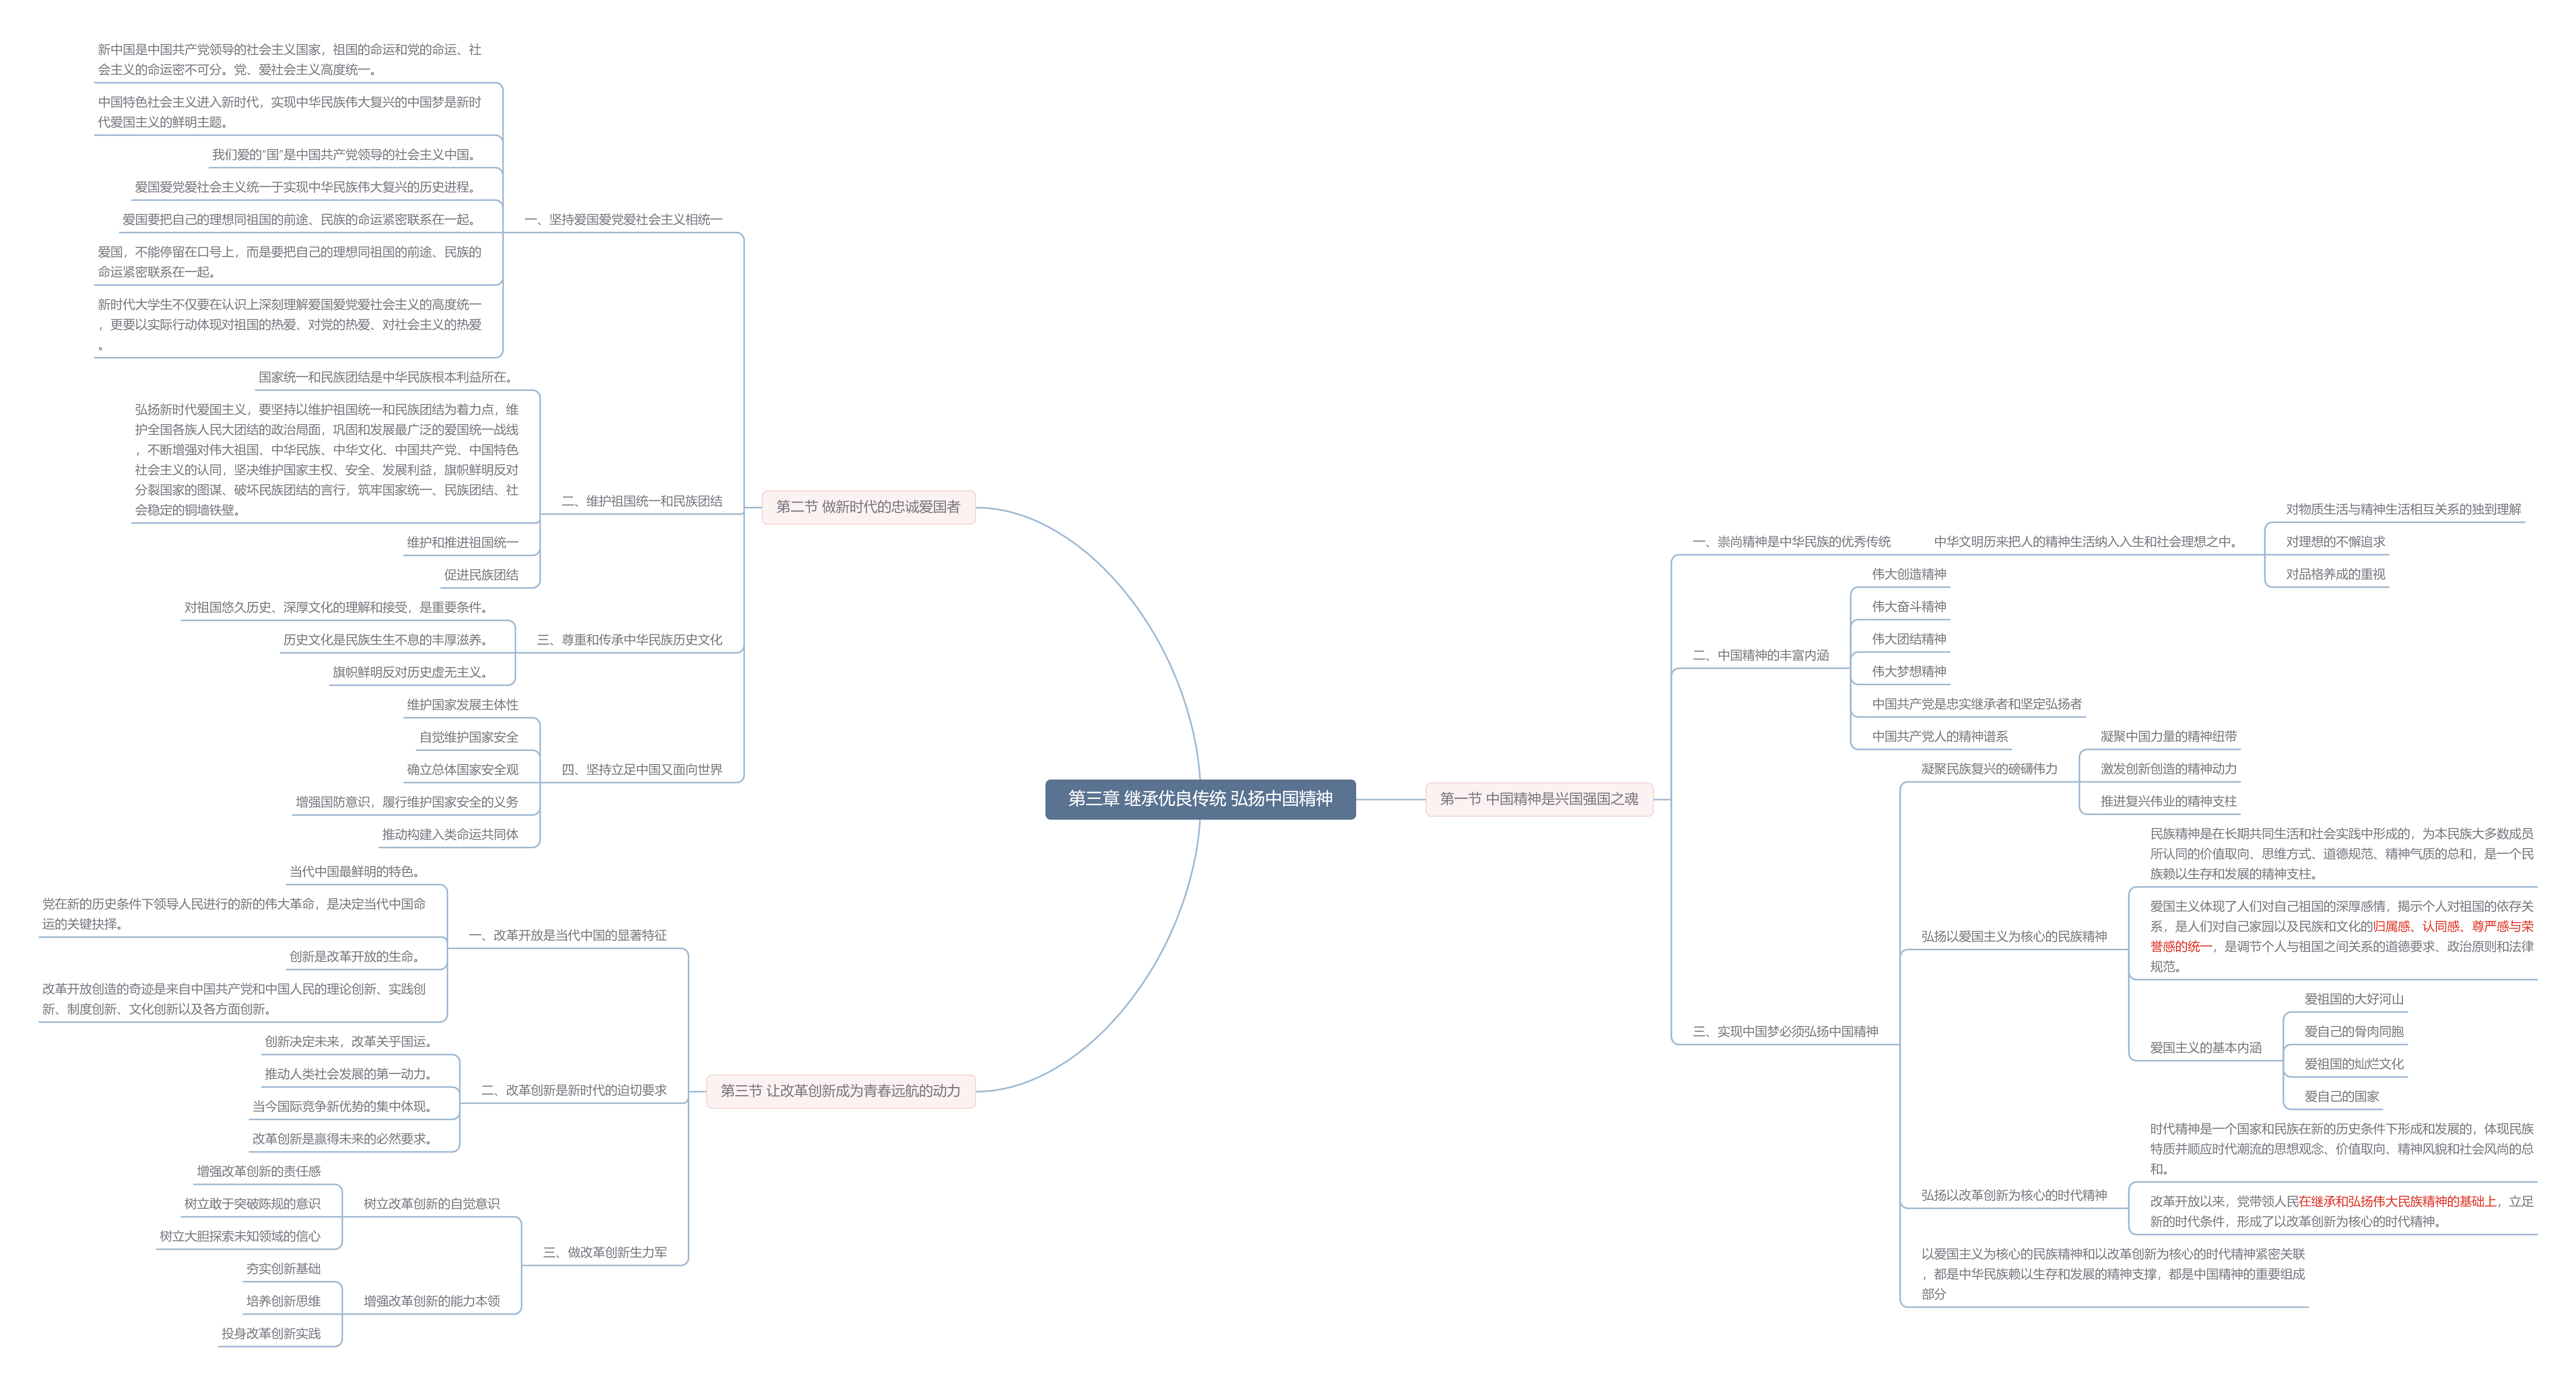 第三章 继承优良传统 弘扬中国精神
第一节 中国精神是兴国强国之魂
一、崇尚精神是中华民族的优秀传统
中华文明历来把人的精神生活纳入入生和社会理想之中。
对物质生活与精神生活相互关系的独到理解
对理想的不懈追求
对品格养成的重视
二、中国精神的丰富内涵
伟大创造精神
伟大奋斗精神
伟大团结精神
伟大梦想精神
中国共产党是忠实继承者和坚定弘扬者
中国共产党人的精神谱系
三、实现中国梦必须弘扬中国精神
凝聚民族复兴的磅礴伟力
凝聚中国力量的精神纽带
激发创新创造的精神动力
推进复兴伟业的精神支柱
弘扬以爱国主义为核心的民族精神
民族精神是在长期共同生活和社会实践中形成的，为本民族大多数成员
所认同的价值取向、思维方式、道德规范、精神气质的总和，是一个民
族赖以生存和发展的精神支柱。
爱国主义体现了人们对自己祖国的深厚感情，揭示个人对祖国的依存关
系，是人们对自己家园以及民族和文化的归属感、认同感、尊严感与荣
誉感的统一，是调节个人与祖国之间关系的道德要求、政治原则和法律
规范。
爱国主义的基本内涵
爱祖国的大好河山
爱自己的骨肉同胞
爱祖国的灿烂文化
爱自己的国家
弘扬以改革创新为核心的时代精神
时代精神是一个国家和民族在新的历史条件下形成和发展的，体现民族
特质并顺应时代潮流的思想观念、价值取向、精神风貌和社会风尚的总
和。
改革开放以来，党带领人民在继承和弘扬伟大民族精神的基础上，立足
新的时代条件，形成了以改革创新为核心的时代精神。
以爱国主义为核心的民族精神和以改革创新为核心的时代精神紧密关联
，都是中华民族赖以生存和发展的精神支撑，都是中国精神的重要组成
部分
第二节 做新时代的忠诚爱国者
一、坚持爱国爱党爱社会主义相统一
新中国是中国共产党领导的社会主义国家，祖国的命运和党的命运、社
会主义的命运密不可分。党、爱社会主义高度统一。
中国特色社会主义进入新时代，实现中华民族伟大复兴的中国梦是新时
代爱国主义的鲜明主题。
我们爱的“国”是中国共产党领导的社会主义中国。
爱国爱党爱社会主义统一于实现中华民族伟大复兴的历史进程。
爱国要把自己的理想同祖国的前途、民族的命运紧密联系在一起。
爱国，不能停留在口号上，而是要把自己的理想同祖国的前途、民族的
命运紧密联系在一起。
新时代大学生不仅要在认识上深刻理解爱国爱党爱社会主义的高度统一
，更要以实际行动体现对祖国的热爱、对党的热爱、对社会主义的热爱
。
二、维护祖国统一和民族团结
国家统一和民族团结是中华民族根本利益所在。
弘扬新时代爱国主义，要坚持以维护祖国统一和民族团结为着力点，维
护全国各族人民大团结的政治局面，巩固和发展最广泛的爱国统一战线
，不断增强对伟大祖国、中华民族、中华文化、中国共产党、中国特色
社会主义的认同，坚决维护国家主权、安全、发展利益，旗帜鲜明反对
分裂国家的图谋、破坏民族团结的言行，筑牢国家统一、民族团结、社
会稳定的铜墙铁壁。
维护和推进祖国统一
促进民族团结
三、尊重和传承中华民族历史文化
对祖国悠久历史、深厚文化的理解和接受，是重要条件。
历史文化是民族生生不息的丰厚滋养。
旗帜鲜明反对历史虚无主义。
四、坚持立足中国又面向世界
维护国家发展主体性
自觉维护国家安全
确立总体国家安全观
增强国防意识，履行维护国家安全的义务
推动构建入类命运共同体
第三节 让改革创新成为青春远航的动力
一、改革开放是当代中国的显著特征
当代中国最鲜明的特色。
党在新的历史条件下领导人民进行的新的伟大革命，是决定当代中国命
运的关键抉择。
创新是改革开放的生命。
改革开放创造的奇迹是来自中国共产党和中国人民的理论创新、实践创
新、制度创新、文化创新以及各方面创新。
二、改革创新是新时代的迫切要求
创新决定未来，改革关乎国运。
推动人类社会发展的第一动力。
当今国际竞争新优势的集中体现。
改革创新是赢得未来的必然要求。
三、做改革创新生力军
树立改革创新的自觉意识
增强改革创新的责任感
树立敢于突破陈规的意识
树立大胆探索未知领域的信心
增强改革创新的能力本领
夯实创新基础
培养创新思维
投身改革创新实践